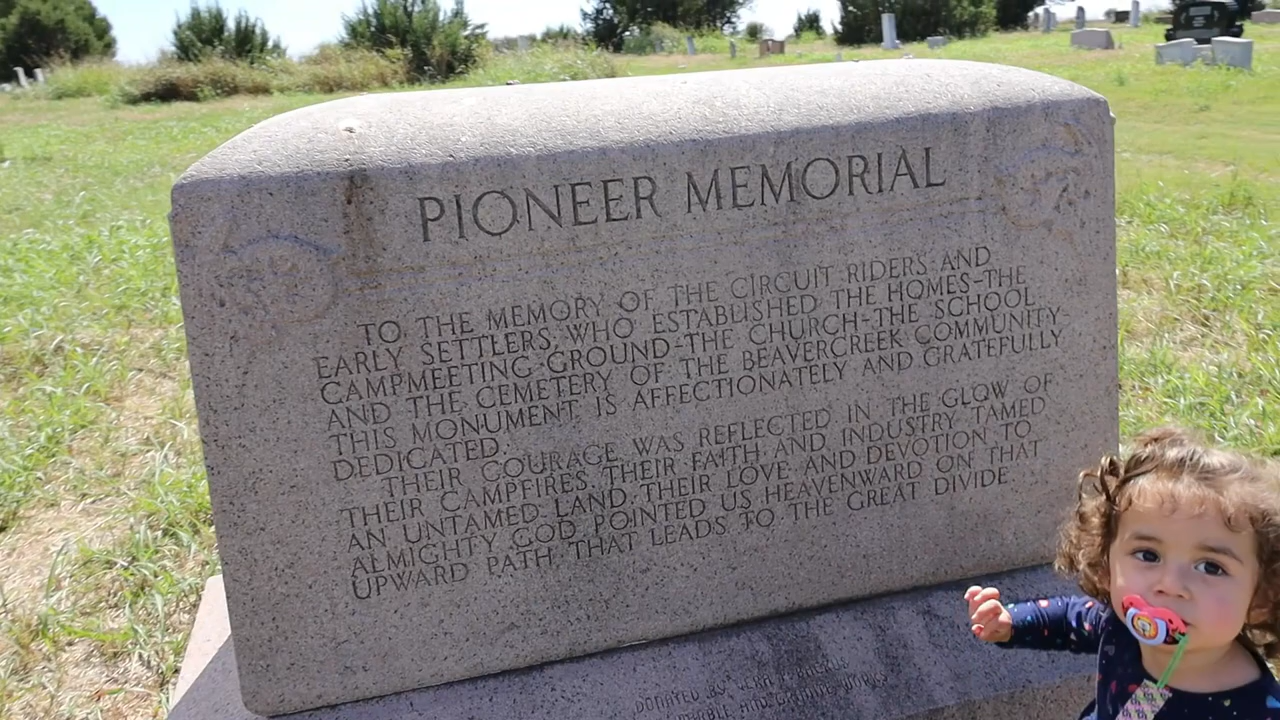 PIONEER MEMORIAL
TO THE MEMORY OF THE CIRCUIT RIDERS AND
EARLY SETTLERS, WHO ESTABLISHED THE HOMES-THE
CAMPMEETING GROUND-THE CHURCH-THE SCHOOL
AND THE CEMETERY OF THE BEAVERCREEK COMMUNITY
THIS MONUMENT IS AFFECTIONATELY AND GRATEFULLY
DEDICATED.
THEIR COURAGE WAS REFLECTED IN THE GLOW OF
THEIR CAMPFIRES THEIR FAITH AND INDUSTRY TAMED
AN UNTAMED LAND. THEIR LOVE AND DEVOTION TO
ALMIGHTY GOD POINTED US HEAVENWARD ON THAT
UPWARD PATH THAT LEADS TO THE GREAT DIVIDE
DONATED BY
AND GRANITE WORKS